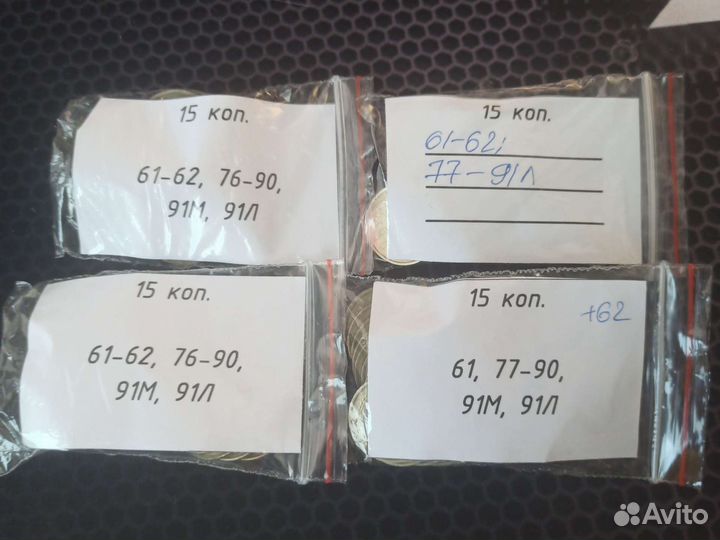 15 коп.
61-62, 76-90,
91М, 91Л
15 коп.
61-62,
77-91Л
15 коп.
61-62, 76-90,
91М, 91Л
15 коп.
+62
61, 77-90,
91М, 91Л
Avito